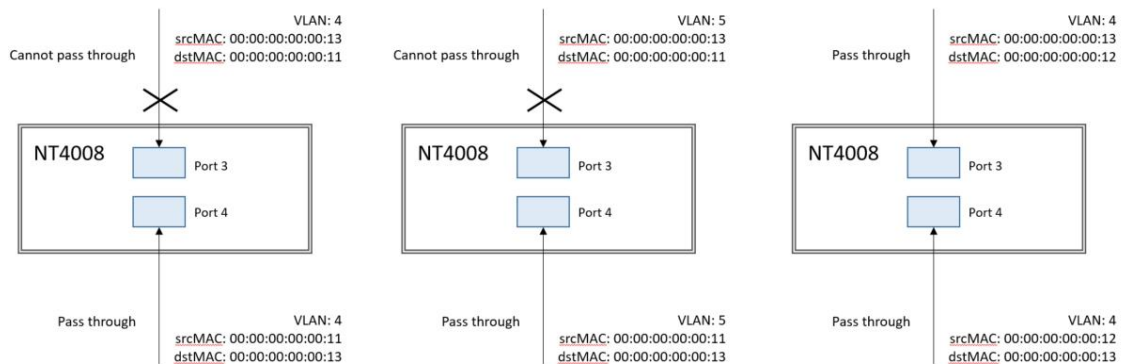 VLAN: 4
srcMAC: 00:00:00:00:00:13
Cannot pass through
dstMAC: 00:00:00:00:00:11
NT4008
Port 3
Port 4
Pass through
VLAN: 4
srcMAC: 00:00:00:00:00:11
dstMAC: 00:00:00:00:00:13
VLAN: 5
srcMAC: 00:00:00:00:00:13
Cannot pass through
dstMAC: 00:00:00:00:00:11
NT4008
Port 3
Port 4
Pass through
VLAN: 5
srcMAC: 00:00:00:00:00:11
dstMAC: 00:00:00:00:00:13
VLAN: 4
srcMAC: 00:00:00:00:00:13
Pass through
dstMAC: 00:00:00:00:00:12
NT4008
Port 3
Port 4
Pass through
VLAN: 4
srcMAC: 00:00:00:00:00:12
dstMAC: 00:00:00:00:00:13